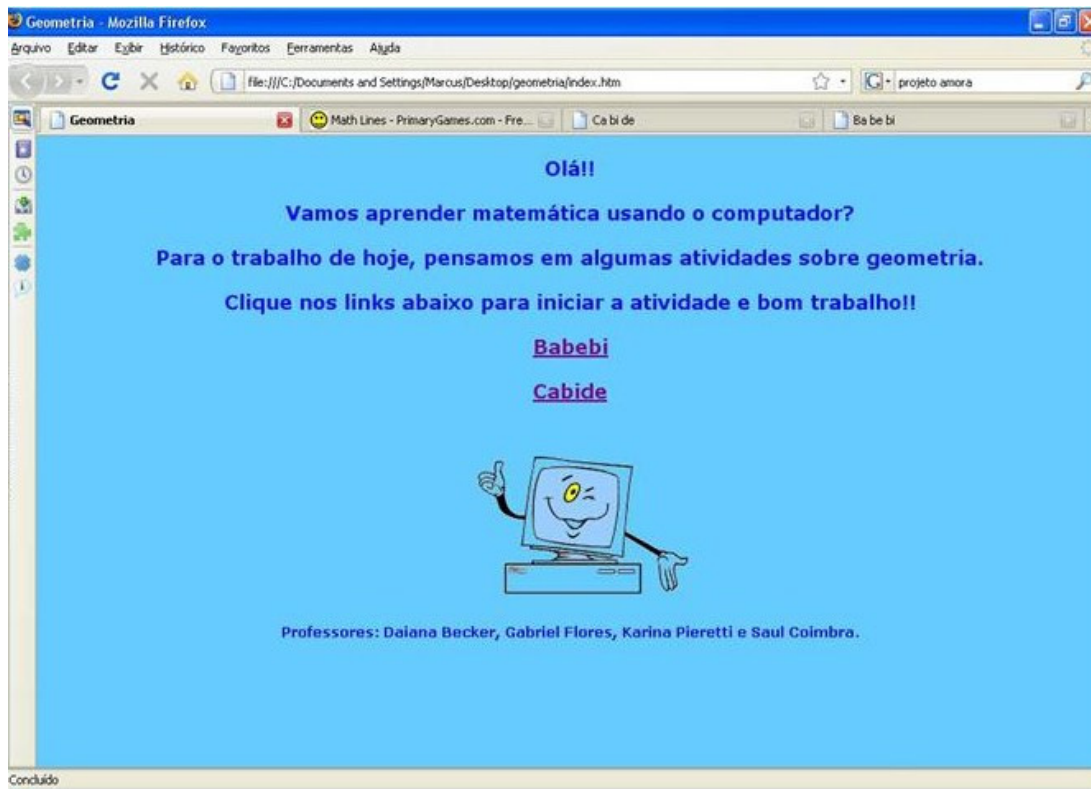 Geometria - Mozilla Firefox
Arquivo Editar Exibir Histórico Favoritos Ferramentas Ajuda
file:///C:/Documents and Settings/Marcus/Desktop/geometria/index.htm
projeto amora
Geometria
Math Lines - PrimaryGames.com - Fre...
Ca bi de
Ba be bi
Olá!!
Vamos aprender matemática usando o computador?
Para o trabalho de hoje, pensamos em algumas atividades sobre geometria.
Clique nos links abaixo para iniciar a atividade e bom trabalho!!
Babebi
Cabide
Professores: Daiana Becker, Gabriel Flores, Karina Pieretti e Saul Coimbra.
Concluído